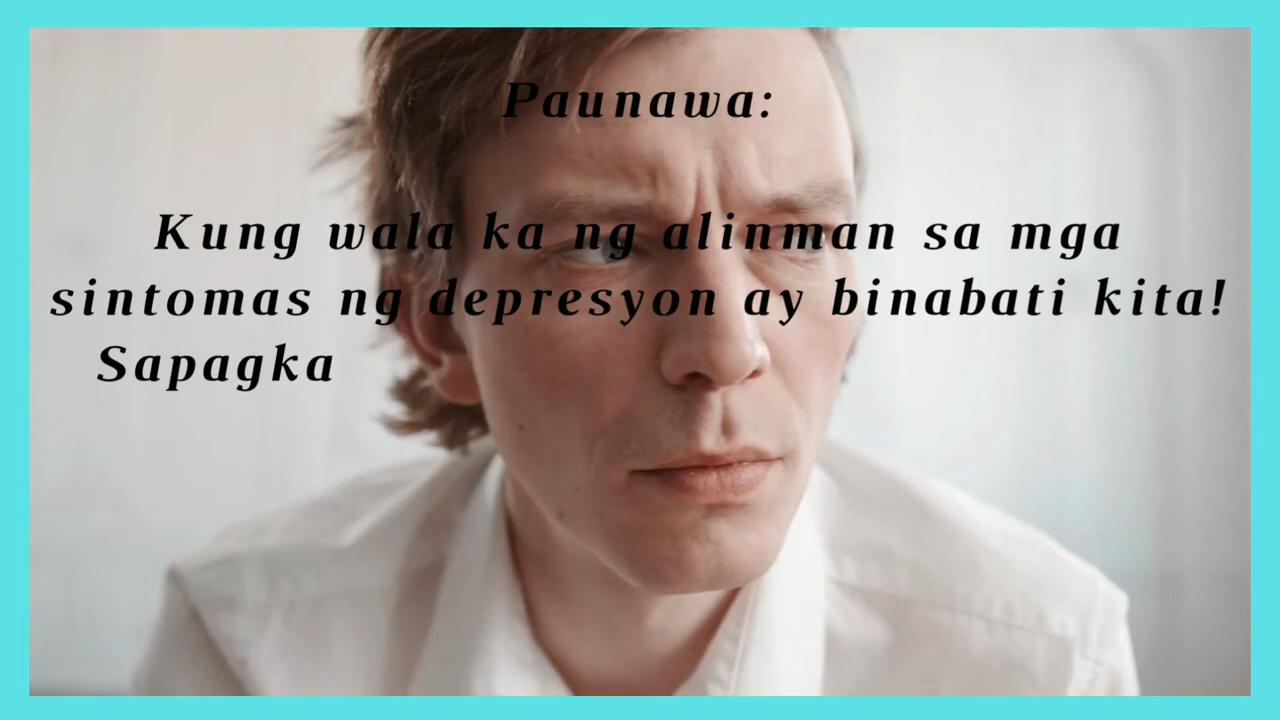 Paunawa:
Kung wala ka ng alinman sa mga
sintomas ng depresyon ay binabati kita!
Sapagka